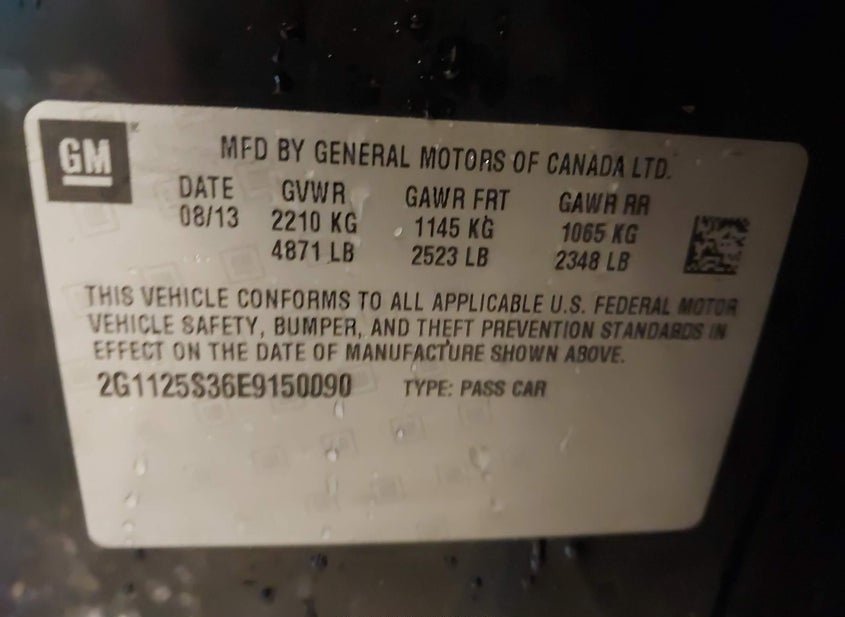 GM
MFD BY GENERAL MOTORS OF CANADA LTD.
DATE GVWR GAWR FRT GAWR RR
08/13 2210 KG 1145 KG 1065 KG
4871 LB 2523 LB 2348 LB
THIS VEHICLE CONFORMS TO ALL APPLICABLE U.S. FEDERAL MOTOR
VEHICLE SAFETY, BUMPER, AND THEFT PREVENTION STANDARDS IN
EFFECT ON THE DATE OF MANUFACTURE SHOWN ABOVE.
2G1125S36E9150090 TYPE: PASS CAR